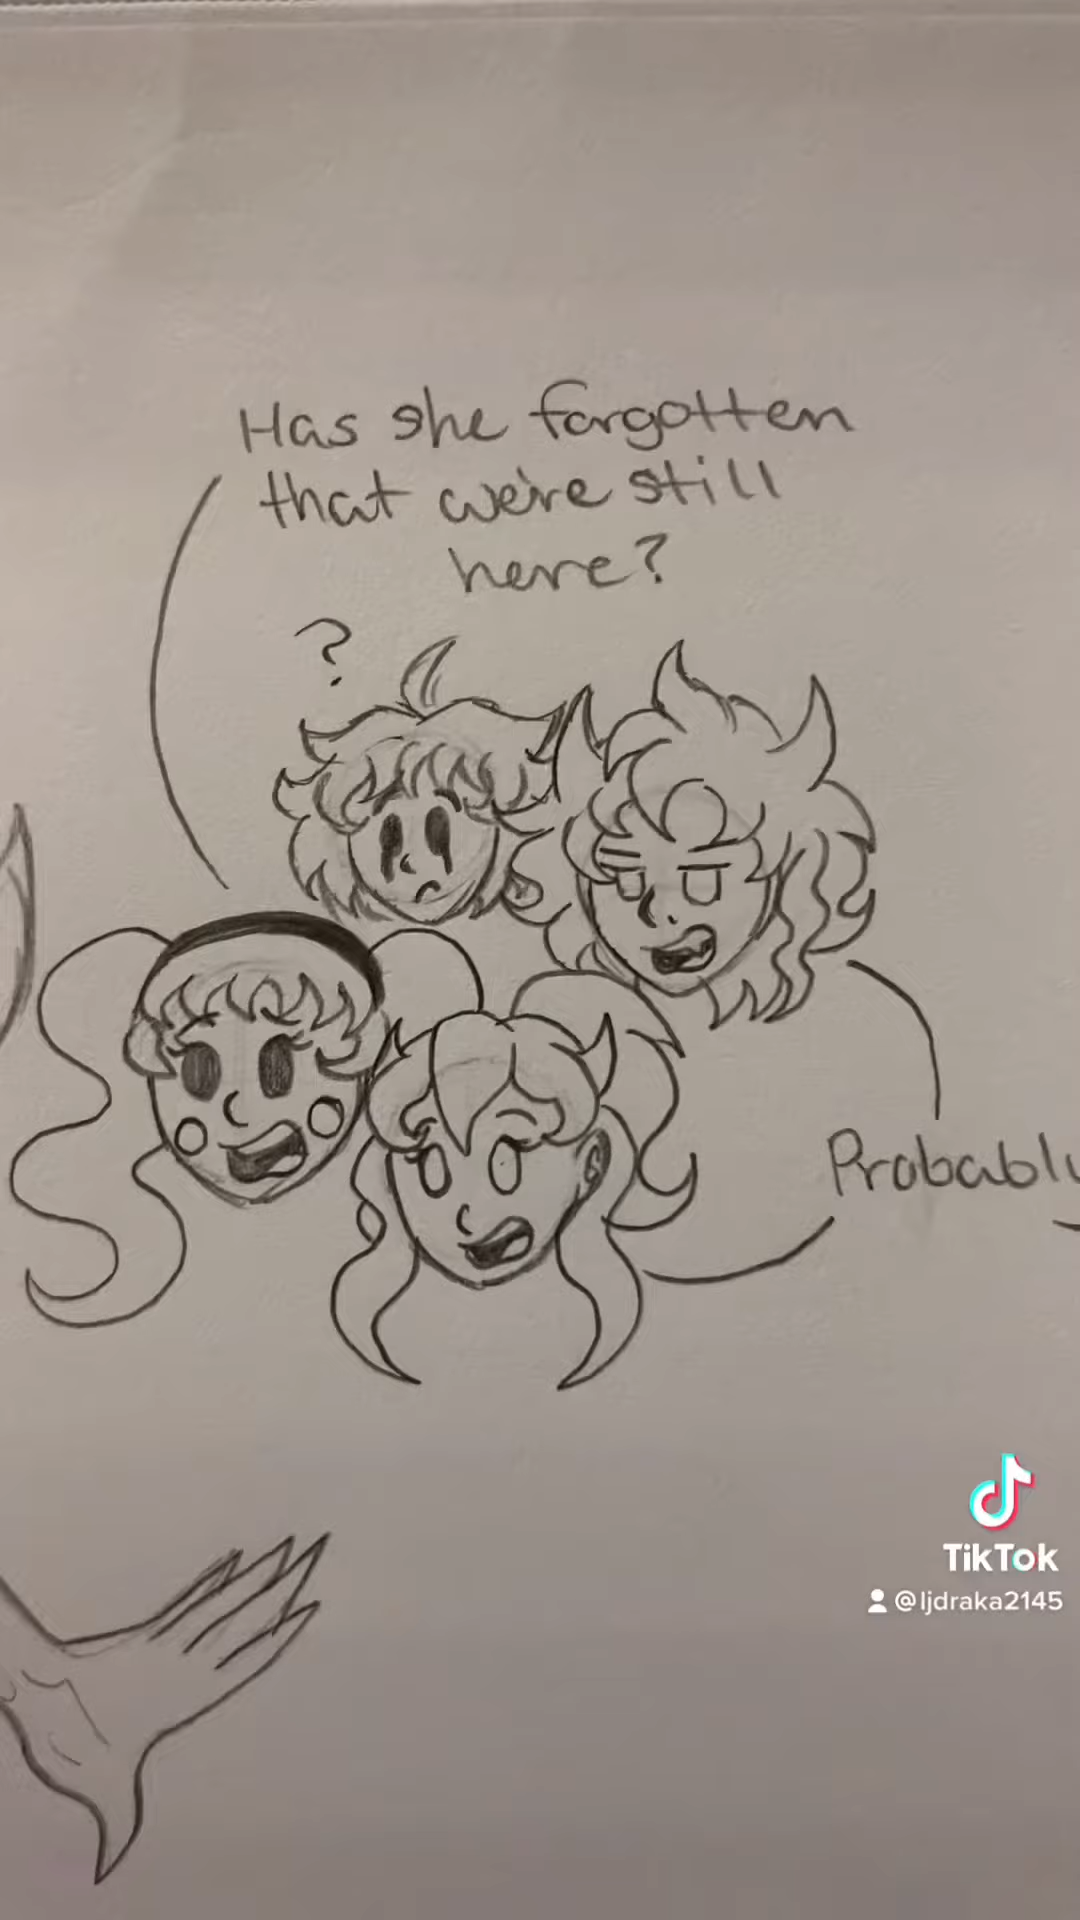 Has she forgotten
that we're still
here?
?
Probably
TikTok
@ljdraka2145